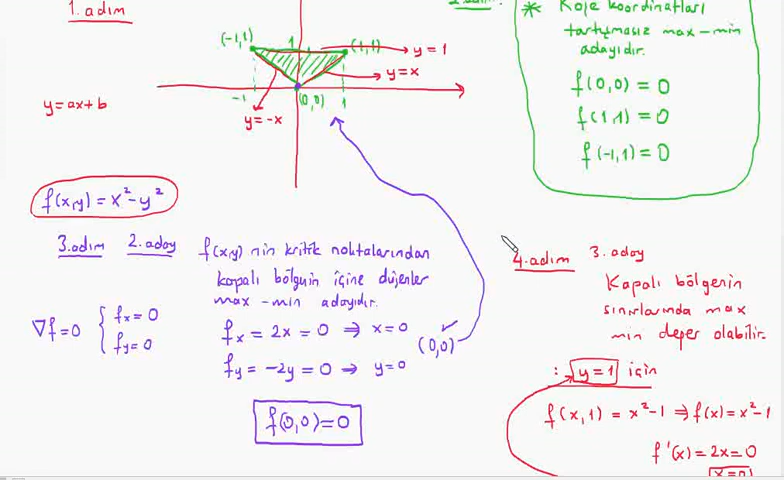 1. adım
(-1,1)
1
(1,1)
y=1
y=x
-1
(0,0)
1
y=-x
y=ax+b
* Köşe koordinatları
tartışmasız max-min
adayıdır.
f(0,0)=0
f(1,1)=0
f(-1,1)=0
f(x,y)=x²-y²
3.adım 2.aday f(x,y) nin kritik noktalarından
kapalı bölgenin içine düşenler
max-min adayıdır.
∇f=0 { fx=0
fy=0
fx = 2x = 0 ⇒ x=0
fy = -2y = 0 → y=0
(0,0) ✓
f(0,0)=0
4.adım 3. aday
Kapalı bölgenin
sınırlarında max
min değer olabilir.
: y=1 için
f(x,1) = x²-1 ⇒ f(x)=x²-1
f'(x)=2x=0
x=0